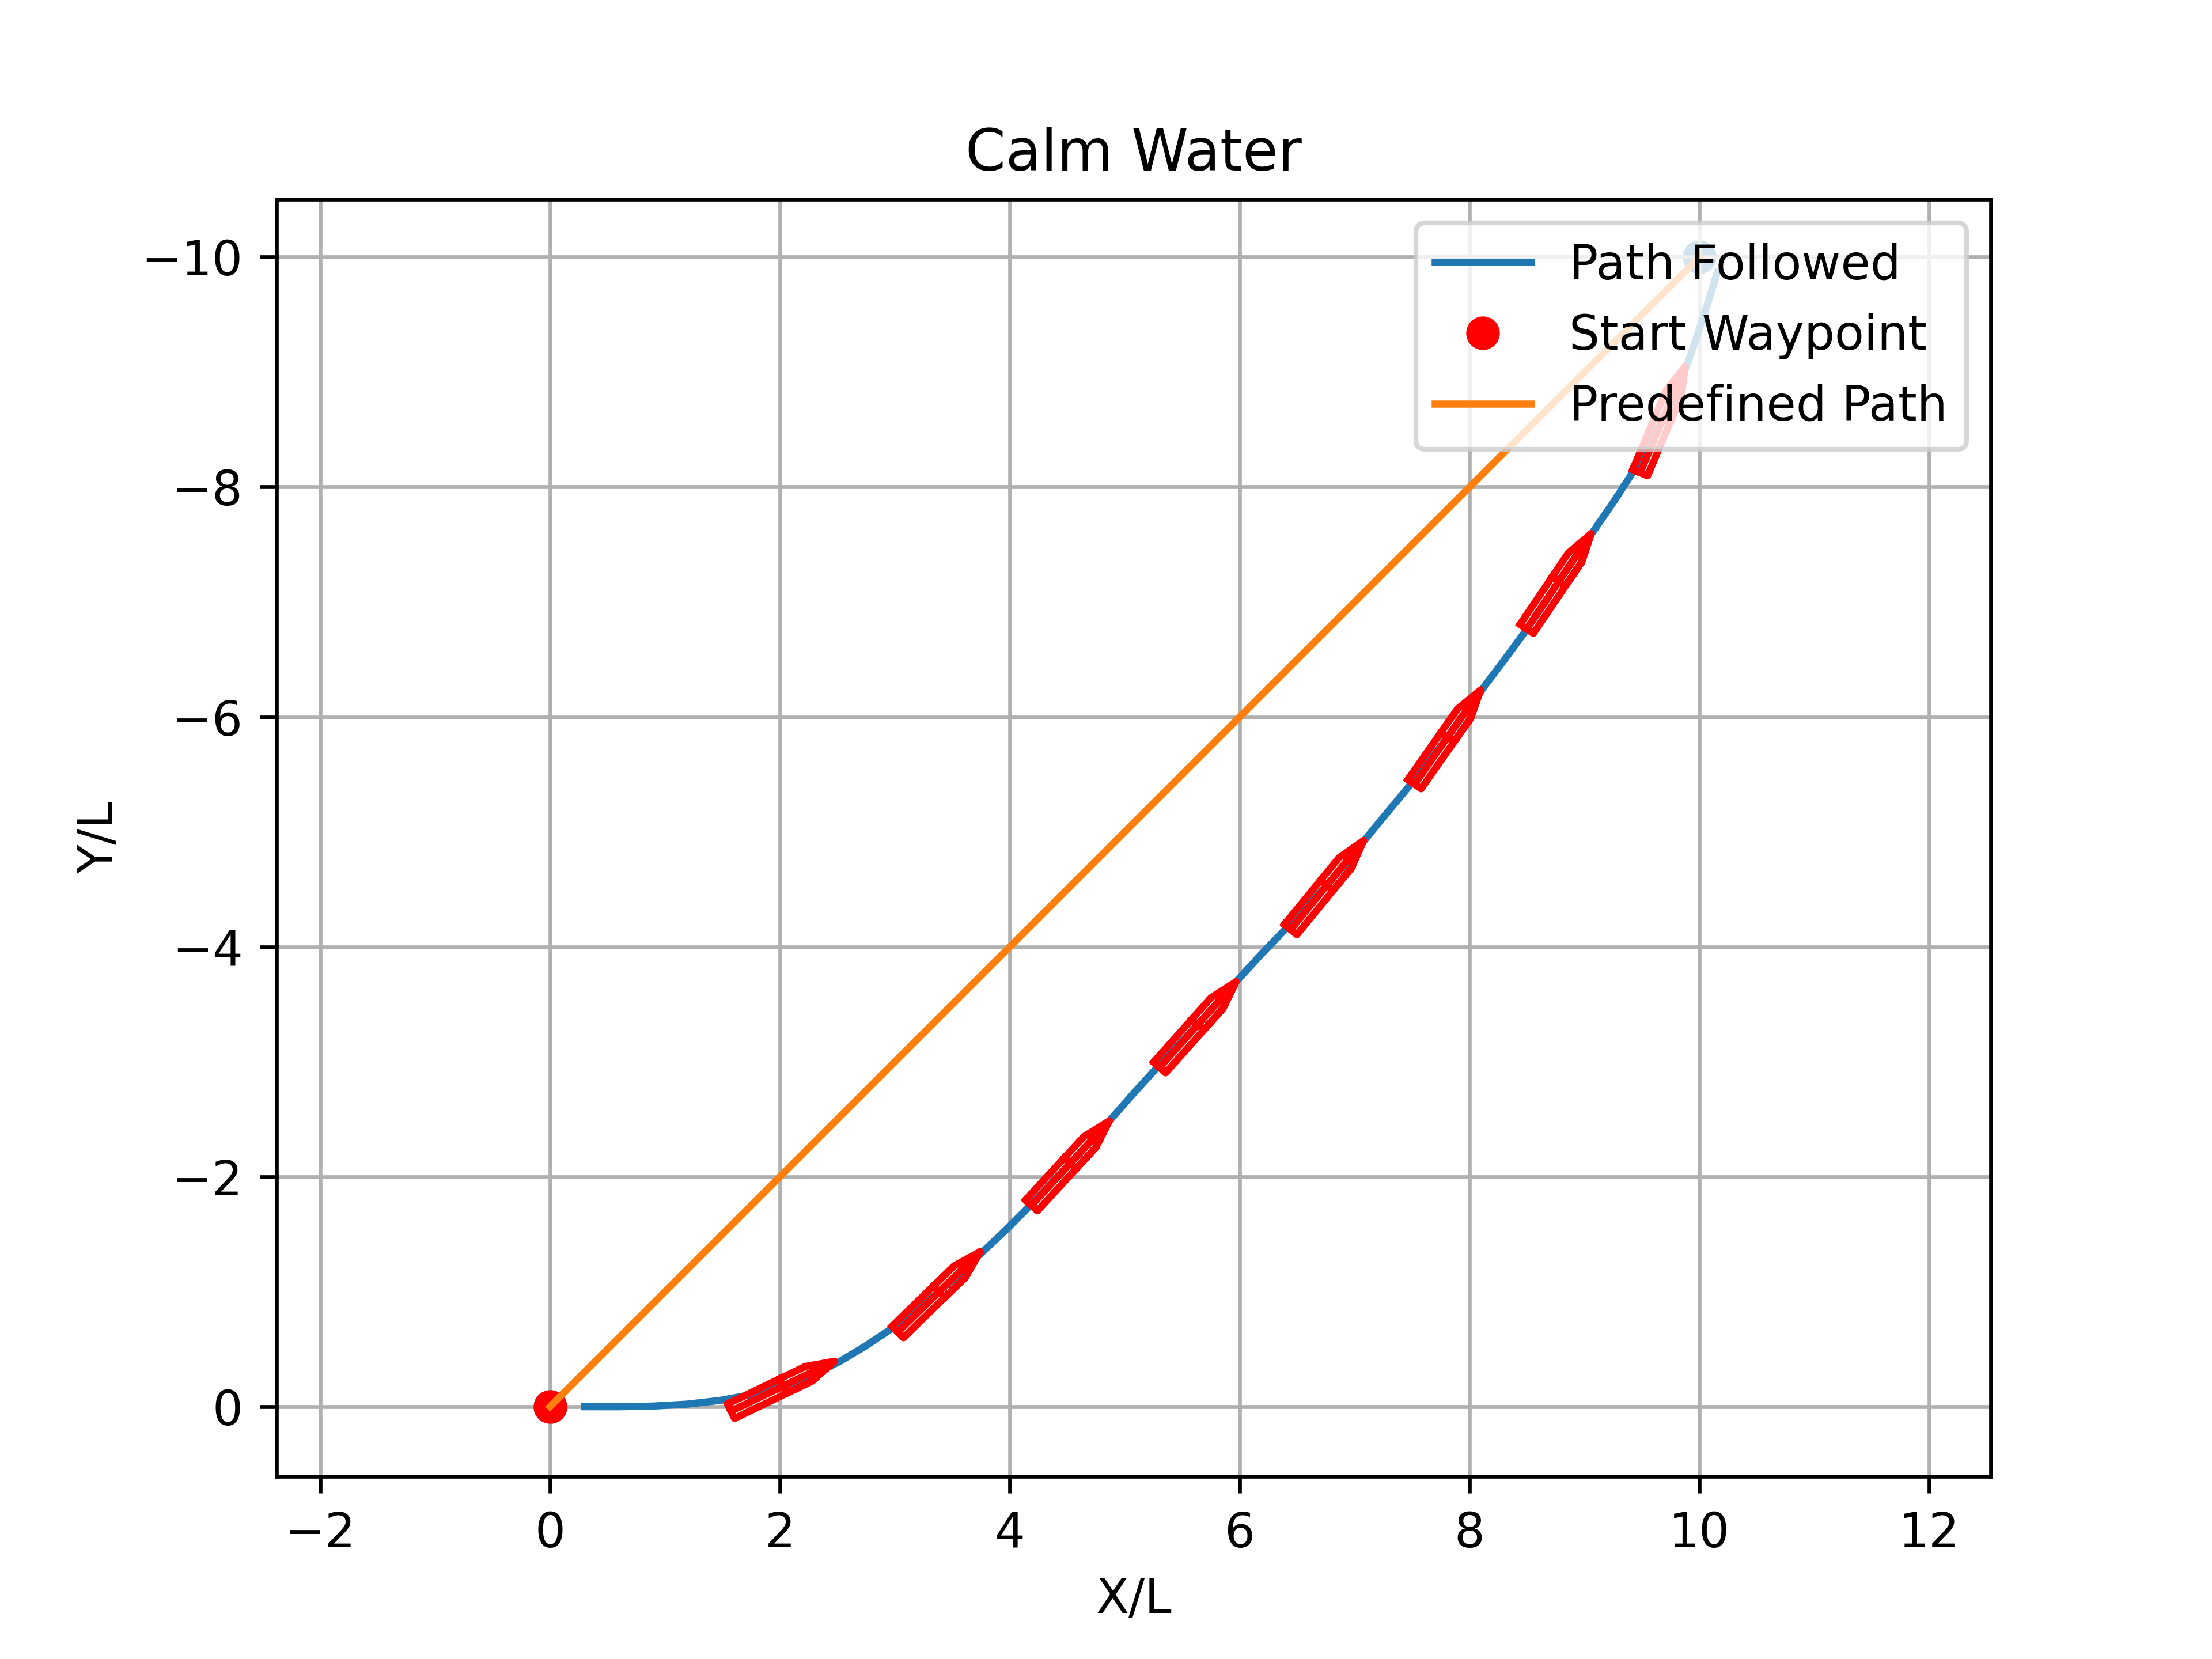 Calm Water
Path Followed
Start Waypoint
Predefined Path
Y/L
−10
−8
−6
−4
−2
0
−2 0 2 4 6 8 10 12
X/L